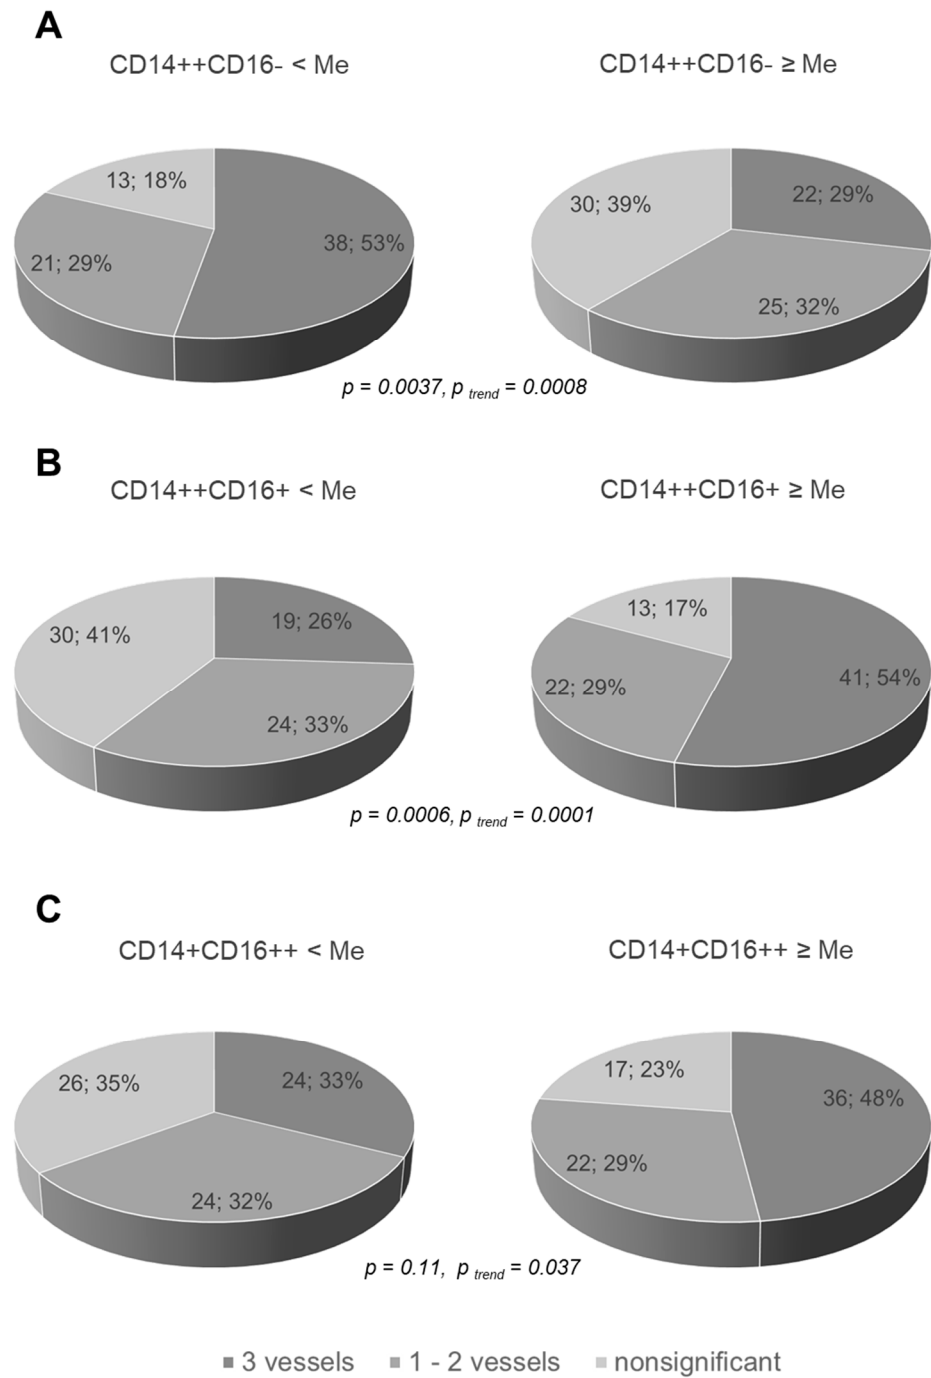 A
CD14++CD16- < Me
CD14++CD16- ≥ Me
13; 18%
38; 53%
21; 29%
30; 39%
22; 29%
25; 32%
p = 0.0037, p trend = 0.0008
B
CD14++CD16+ < Me
CD14++CD16+ ≥ Me
30; 41%
19; 26%
24; 33%
13; 17%
41; 54%
22; 29%
p = 0.0006, p trend = 0.0001
C
CD14+CD16++ < Me
CD14+CD16++ ≥ Me
26; 35%
24; 33%
24; 32%
17; 23%
36; 48%
22; 29%
p = 0.11, p trend = 0.037
3 vessels
1 - 2 vessels
nonsignificant